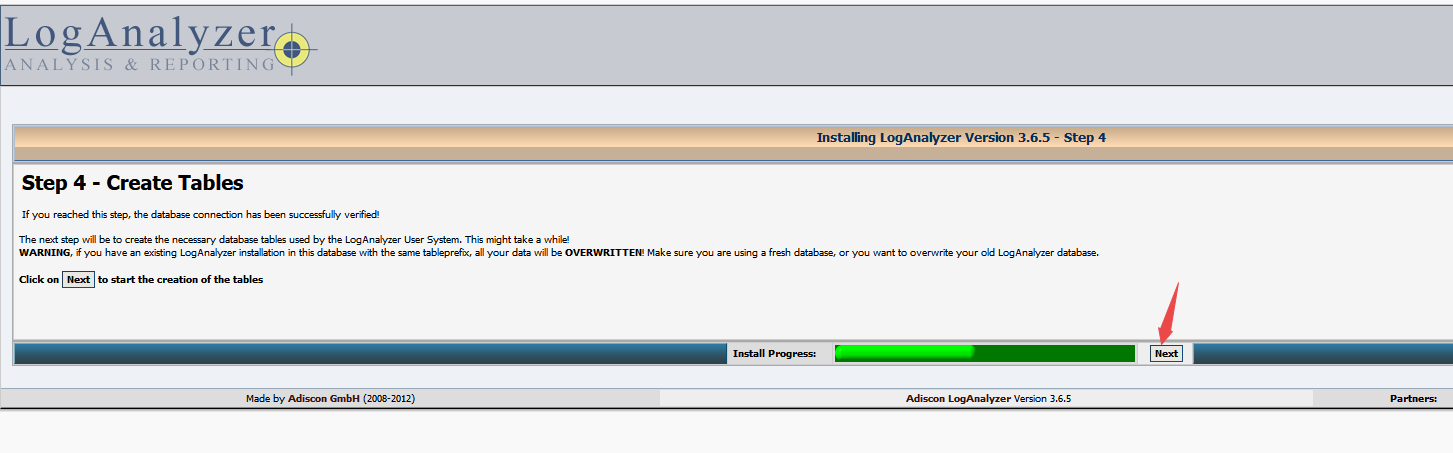 LogAnalyzer
ANALYSIS & REPORTING
Installing LogAnalyzer Version 3.6.5 - Step 4
Step 4 - Create Tables
If you reached this step, the database connection has been successfully verified!
The next step will be to create the necessary database tables used by the LogAnalyzer User System. This might take a while!
WARNING, if you have an existing LogAnalyzer installation in this database with the same tableprefix, all your data will be OVERWRITTEN! Make sure you are using a fresh database, or you want to overwrite your old LogAnalyzer database.
Click on Next to start the creation of the tables
Install Progress: Next
Made by Adiscon GmbH (2008-2012) Adiscon LogAnalyzer Version 3.6.5 Partners: